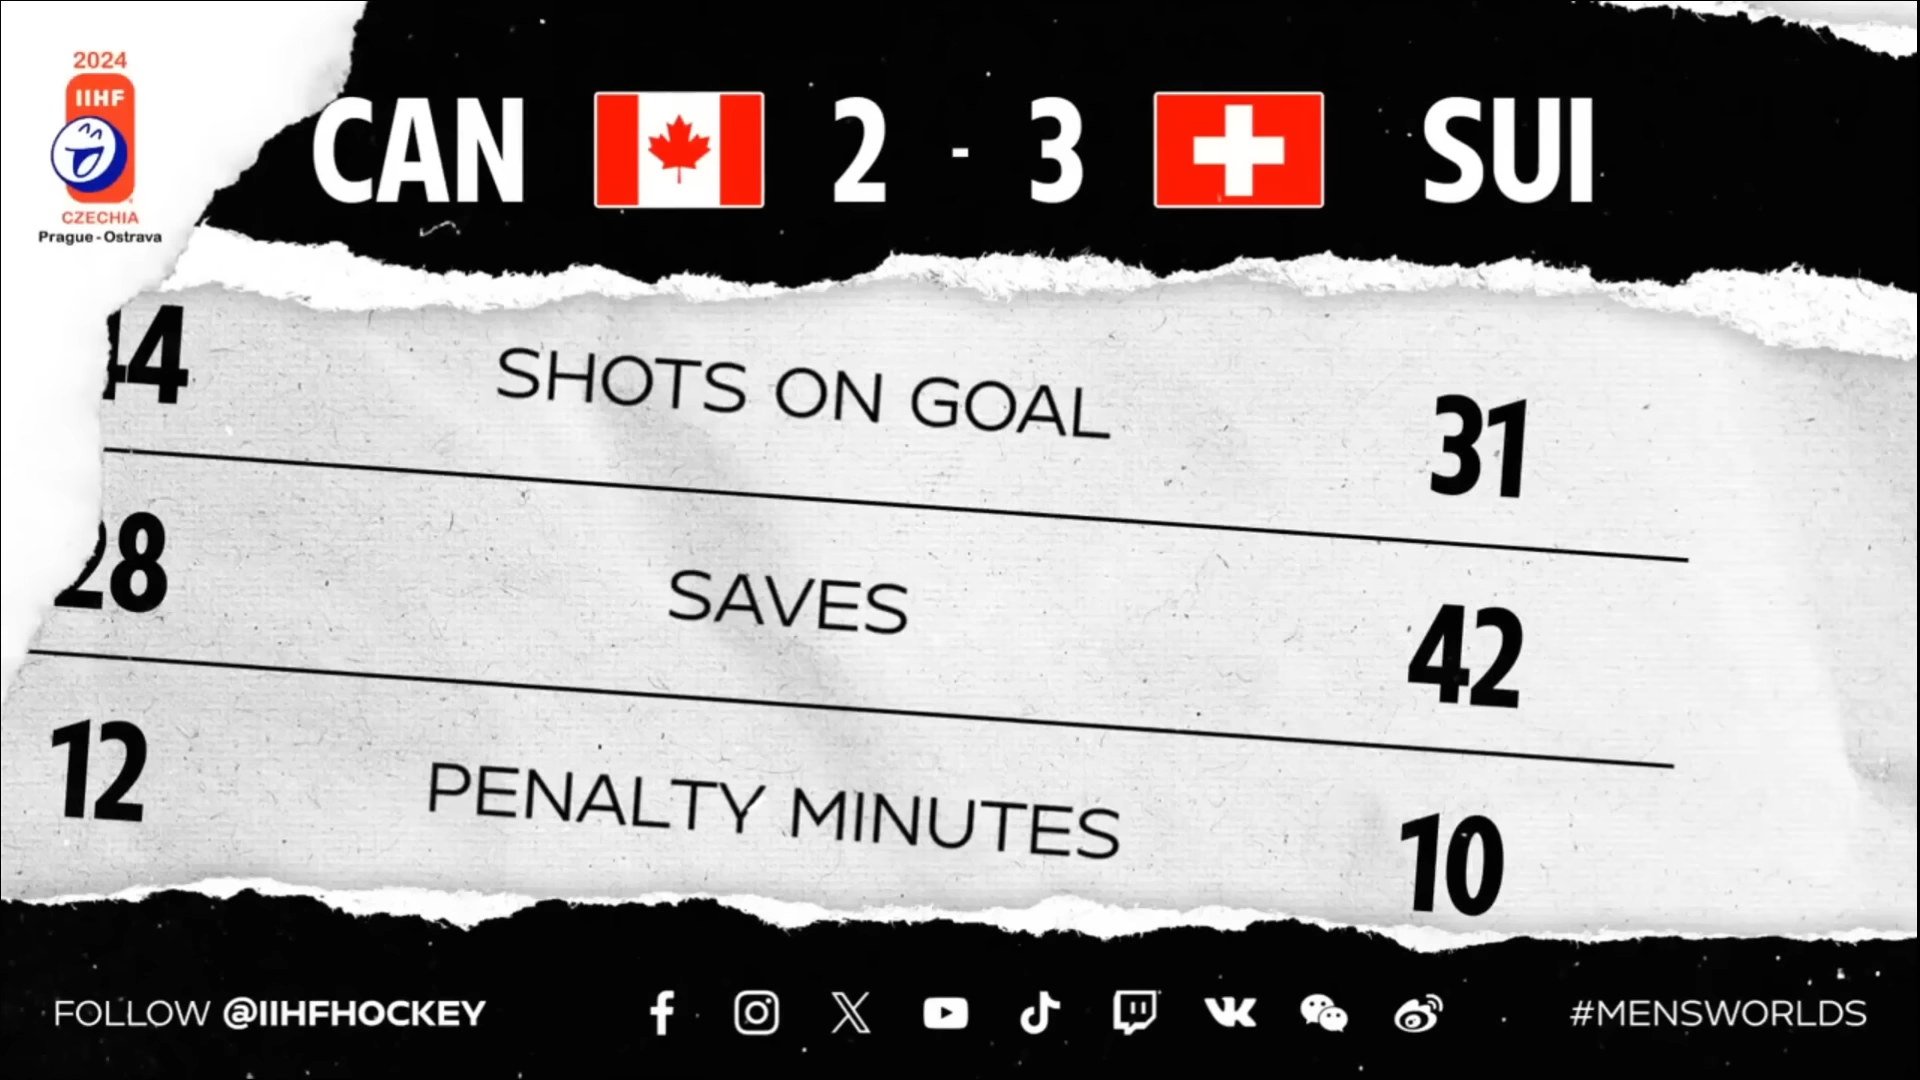 2024
IIHF
CZECHIA
Prague - Ostrava
CAN 2 - 3 SUI
44 SHOTS ON GOAL 31
28 SAVES 42
12 PENALTY MINUTES 10
FOLLOW @IIHFHOCKEY #MENSWORLDS